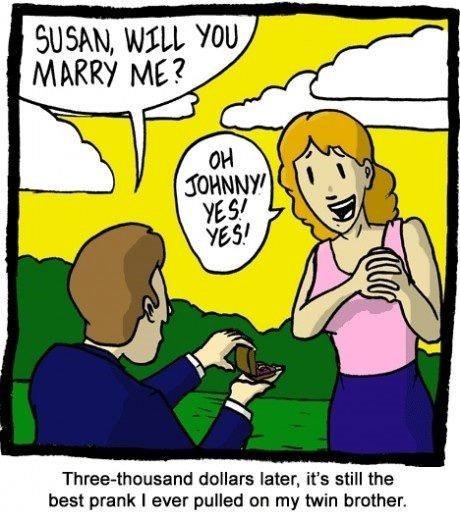 SUSAN, WILL YOU
MARRY ME?
OH
JOHNNY!
YES!
YES!
Three-thousand dollars later, it's still the
best prank I ever pulled on my twin brother.